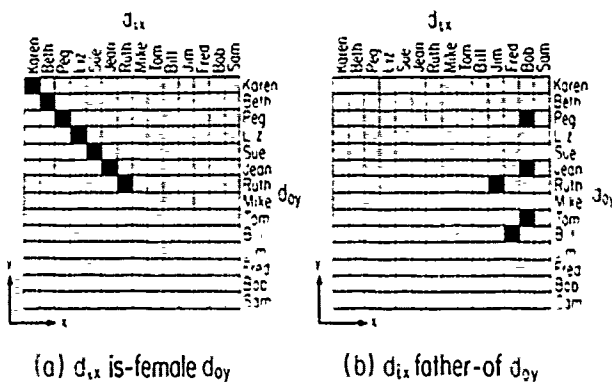 d_ix d_ix
Karen Beth Peg Liz Sue Jean Ruth Mike Tom Bill Jim Fred Bob Sam
Karen Beth Peg Liz Sue Jean Ruth Mike Tom Bill Jim Fred Bob Sam
Karen
Beth
Peg
Sue
Jean
Ruth
Mike
d_oy
Fred
Bob
Karen
Beth
Peg
Sue
Jean
Ruth
Mike
Fred
Bob
Y
X
Y
X
(a) d_ix is-female d_oy
(b) d_ix father-of d_oy